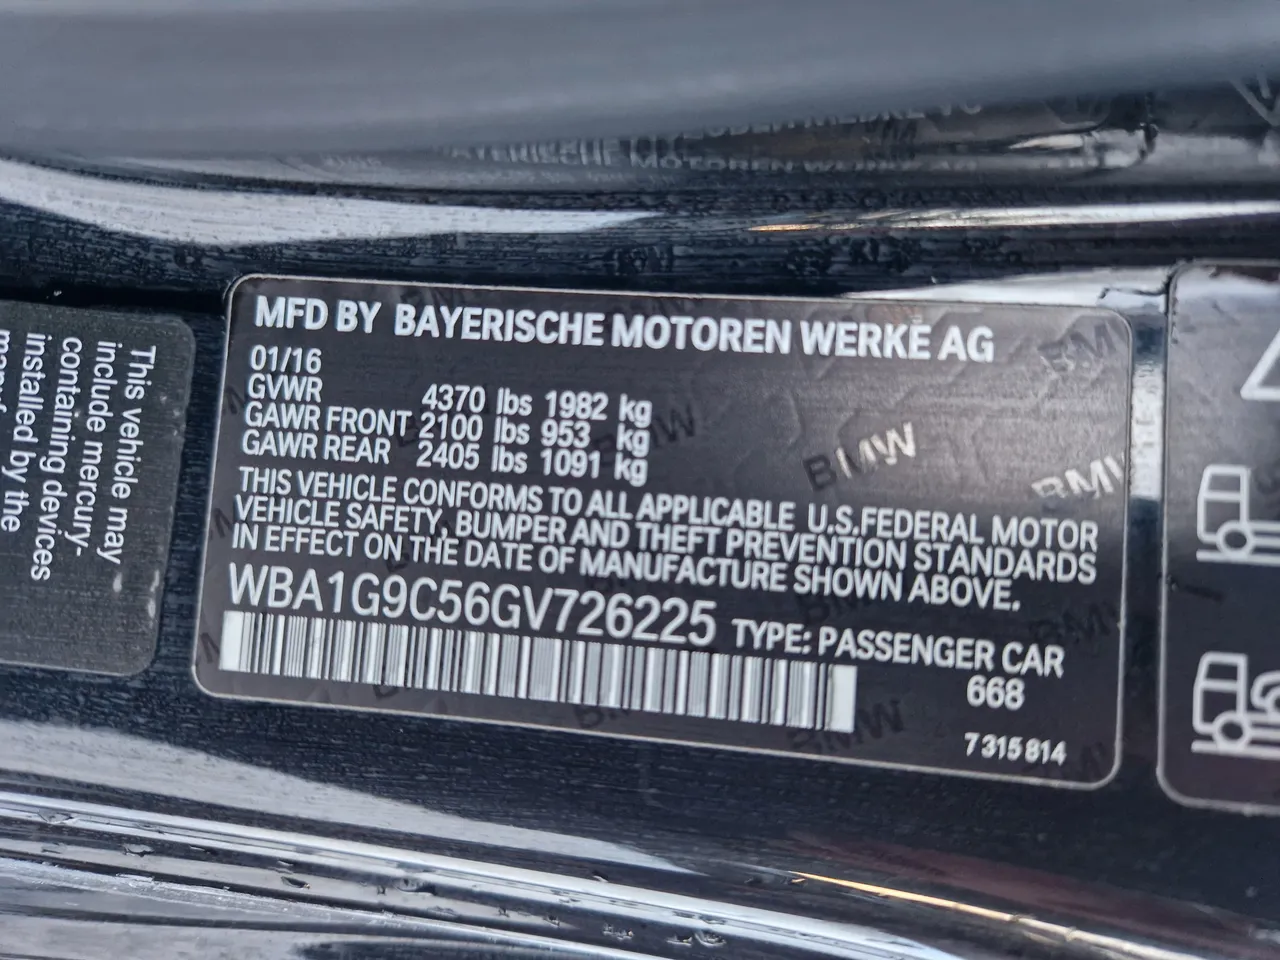 MFD BY BAYERISCHE MOTOREN WERKE AG
01/16
GVWR 4370 lbs 1982 kg
GAWR FRONT 2100 lbs 953 kg
GAWR REAR 2405 lbs 1091 kg
THIS VEHICLE CONFORMS TO ALL APPLICABLE U.S.FEDERAL MOTOR
VEHICLE SAFETY, BUMPER AND THEFT PREVENTION STANDARDS
IN EFFECT ON THE DATE OF MANUFACTURE SHOWN ABOVE.
WBA1G9C56GV726225 TYPE: PASSENGER CAR
668
7 315 814
BMW
This vehicle may
include mercury-
containing devices
installed by the